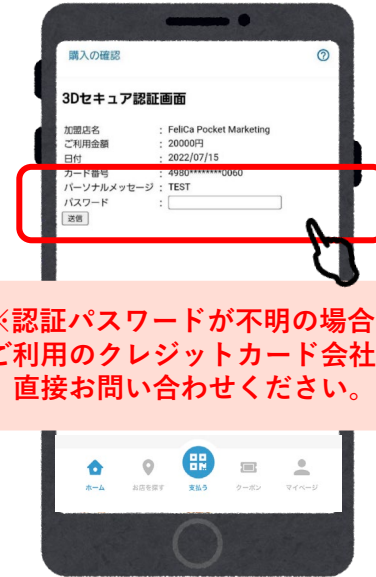 購入の確認
3Dセキュア認証画面
加盟店名 : FeliCa Pocket Marketing
ご利用金額 : 20000円
日付 : 2022/07/15
カード番号 : 4980********0060
パーソナルメッセージ : TEST
パスワード :
送信
※認証パスワードが不明の場合
ご利用のクレジットカード会社
直接お問い合わせください。
ホーム お店を探す 支払う クーポン マイページ